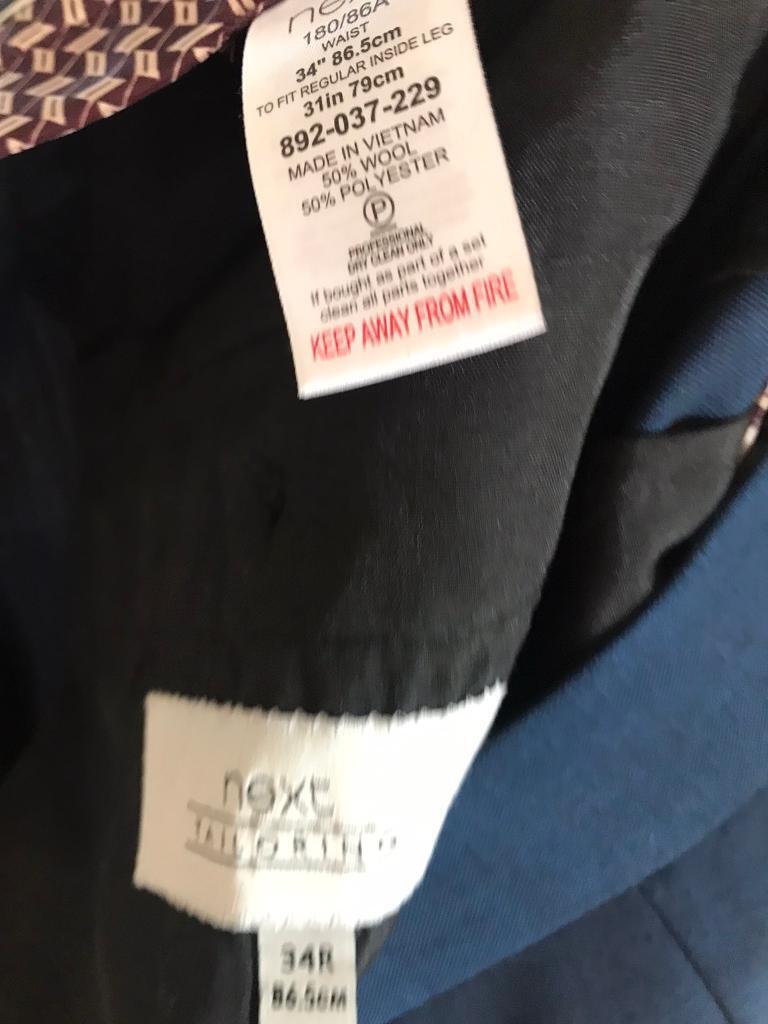 next
180/86A
WAIST
34" 86.5cm
TO FIT REGULAR INSIDE LEG
31in 79cm
892-037-229
MADE IN VIETNAM
50% WOOL
50% POLYESTER
P
PROFESSIONAL
DRY CLEAN ONLY
If bought as part of a set
clean all parts together
KEEP AWAY FROM FIRE
next
TAILORING
34R
86.5CM